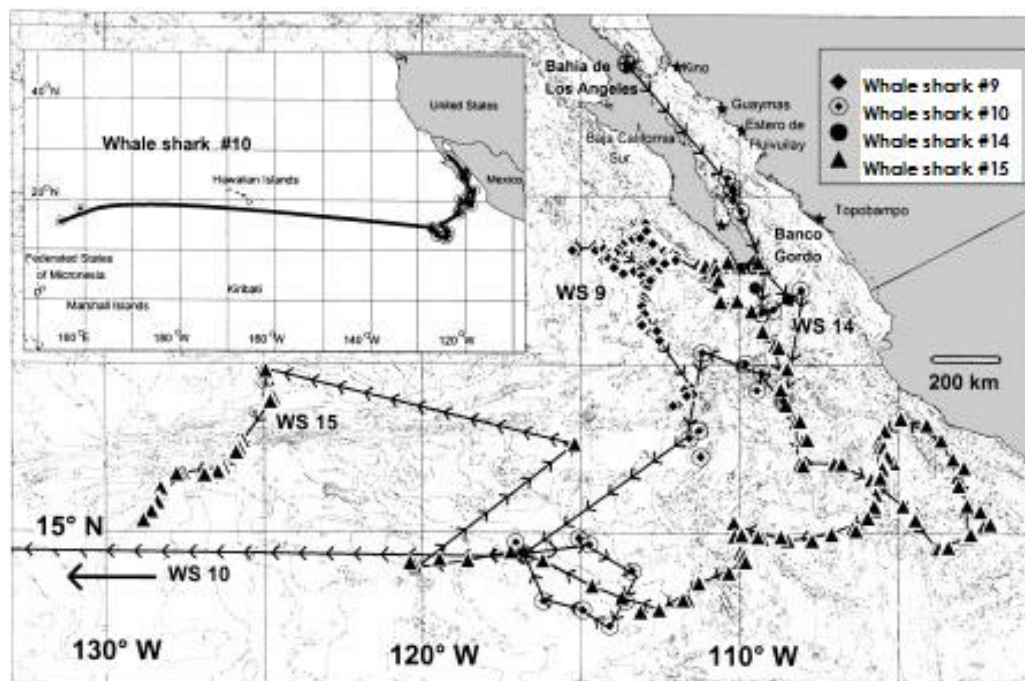 Bahia de
Los Angeles
Kino
Guaymas
Estero de
Baja California
Sur.
Topobampo
Banco
Gordo
Whale shark #9
Whale shark #10
Whale shark #14
Whale shark #15
200 km
40°N
20°N
0°
United States
Whale shark #10
Hawaiian Islands
Mexico
Federated States
of Micronesia
Marshall Islands
Kiribati
160°E
180°W
160°W
140°W
120°W
WS 9
WS 14
WS 15
WS 10
15° N
130° W
120° W
110° W